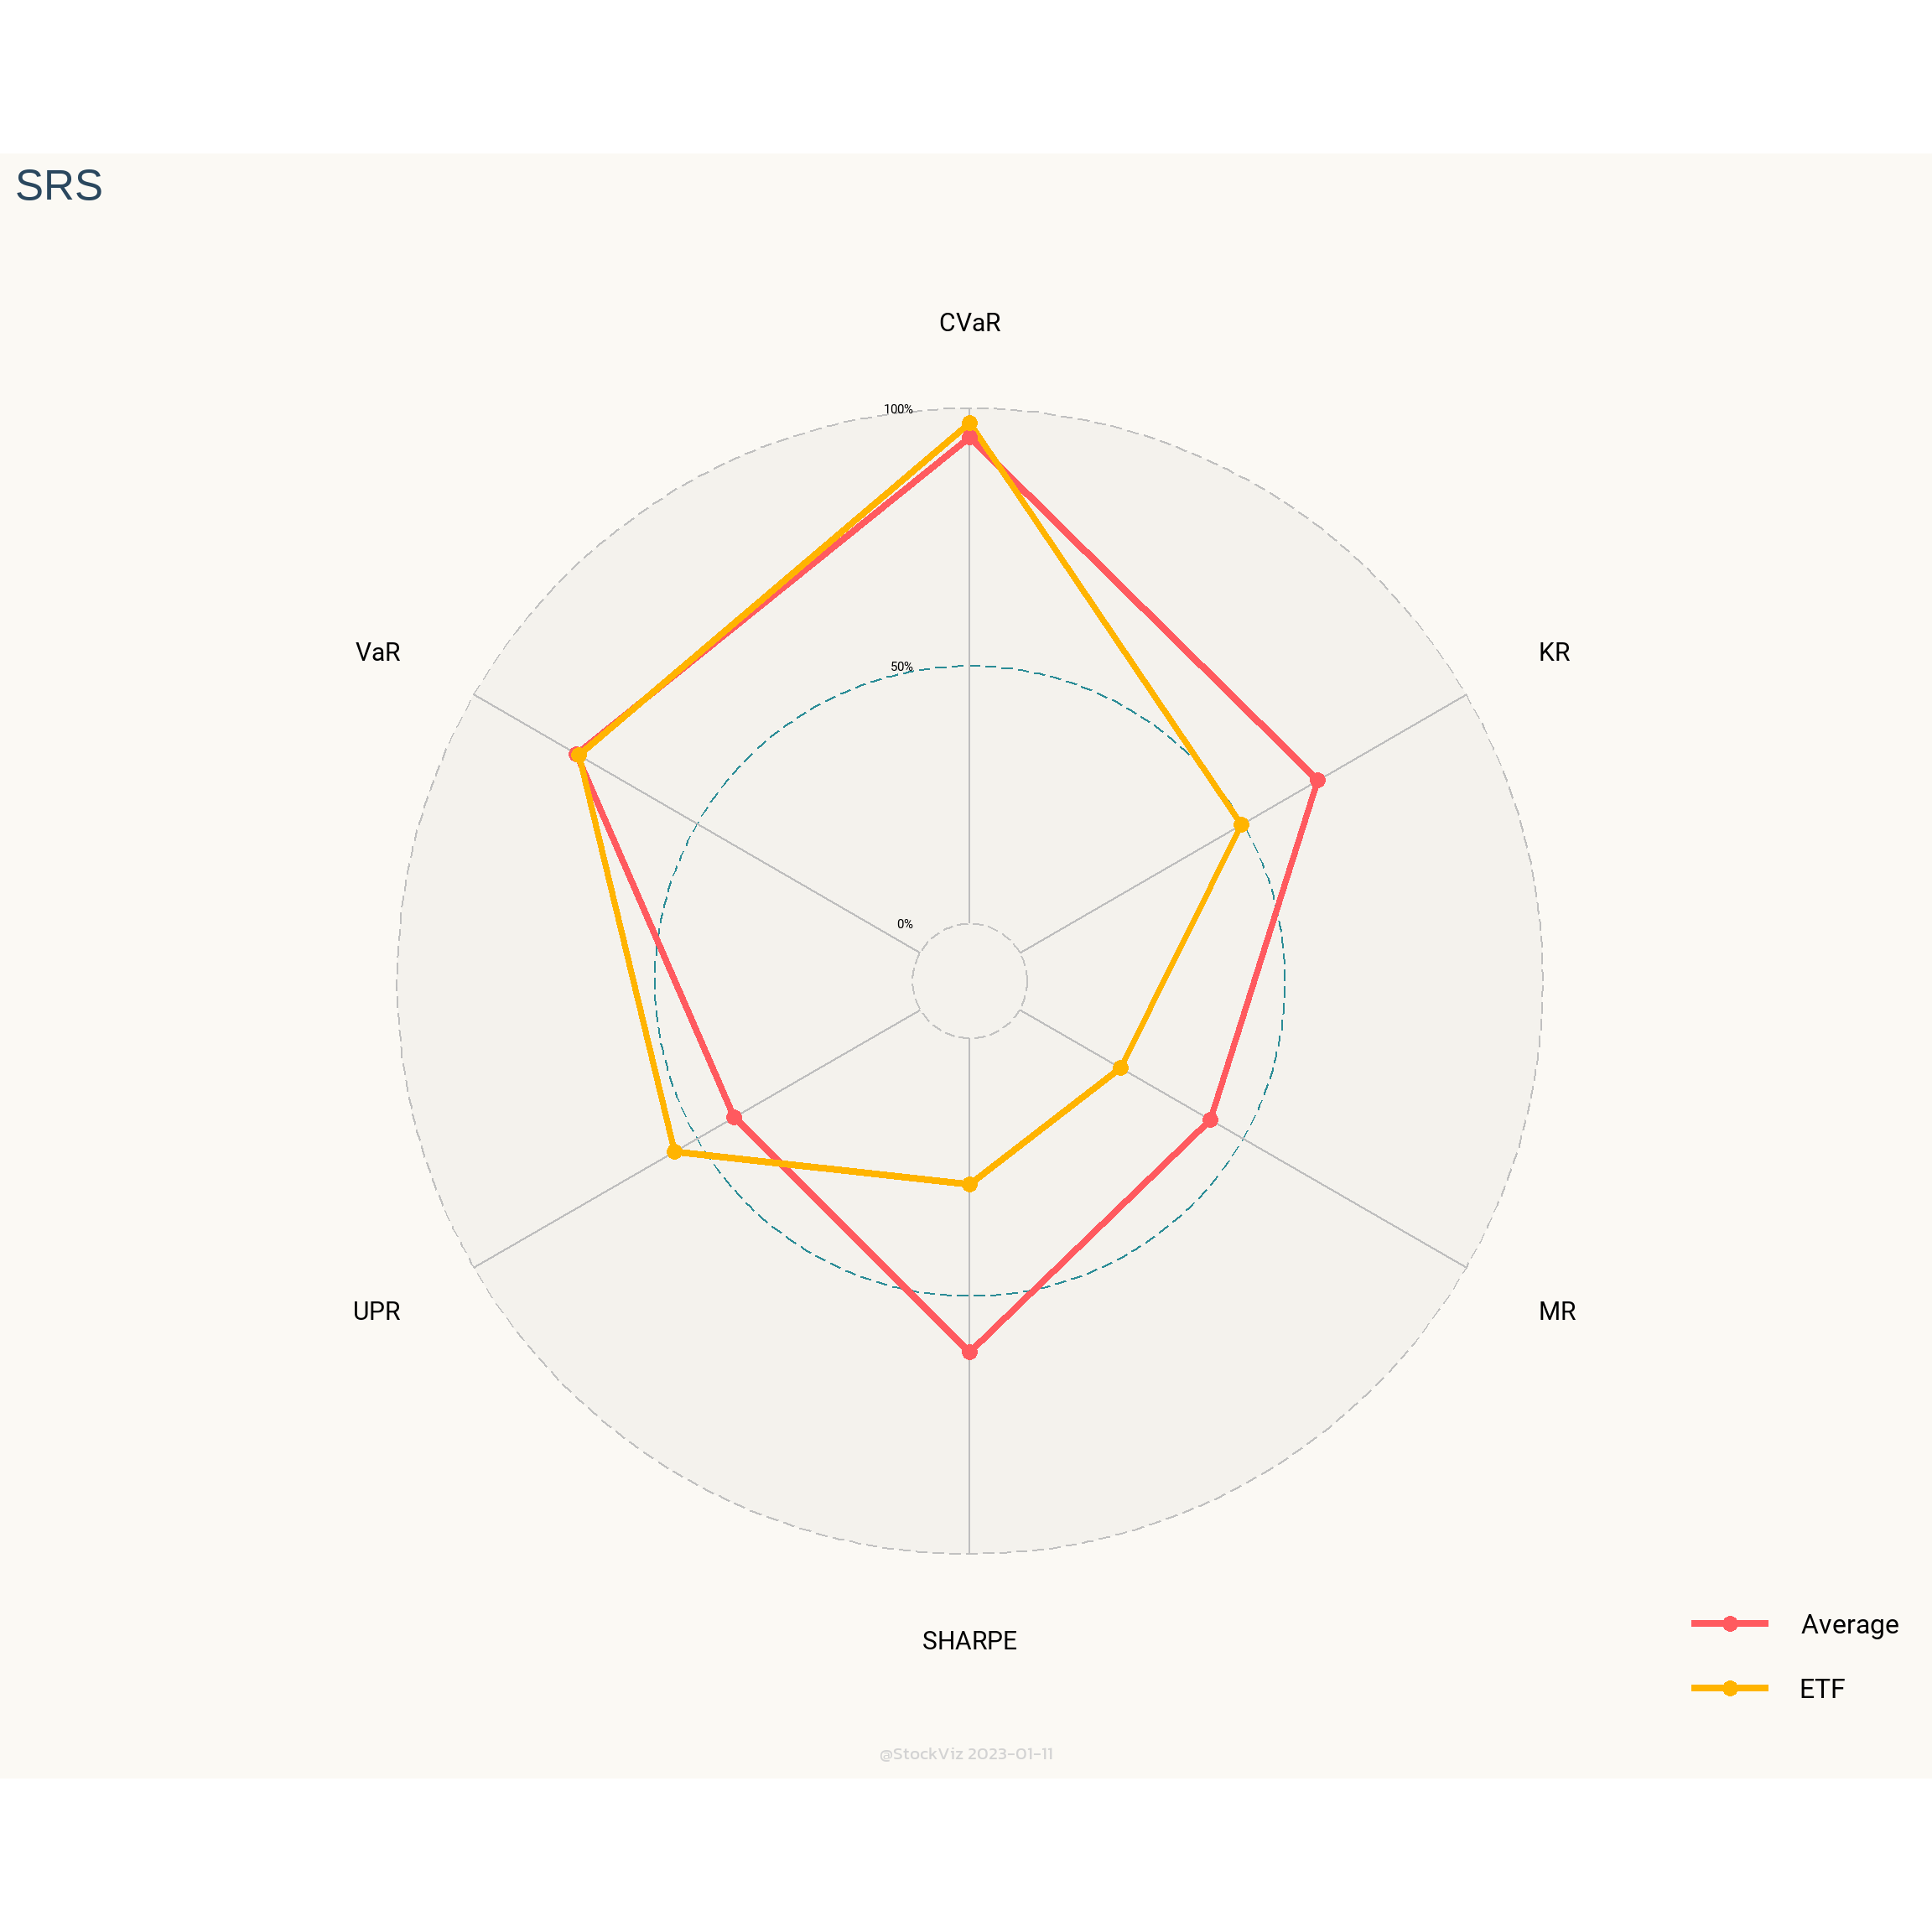 SRS
CVaR
100%
KR
VaR
50%
0%
UPR
MR
SHARPE
Average
ETF
@StockViz 2023-01-11